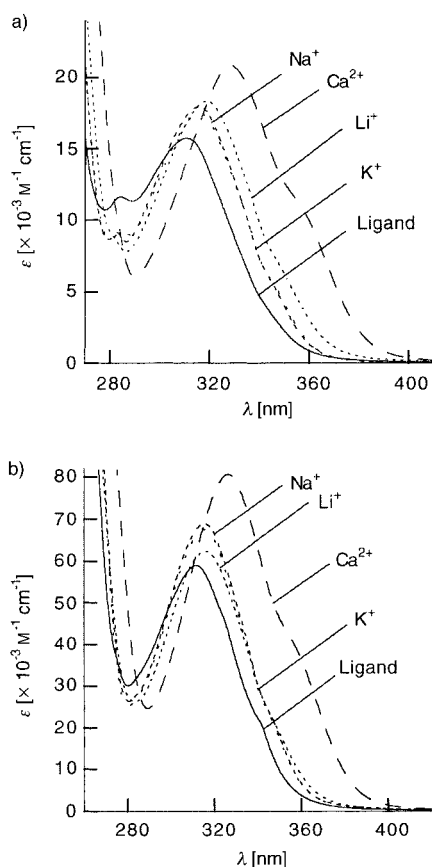 a)
Na⁺
Ca²⁺
Li⁺
K⁺
Ligand
20
15
10
5
0
ε [× 10⁻³ M⁻¹ cm⁻¹]
280 320 360 400
λ [nm]
b)
Na⁺
Li⁺
Ca²⁺
K⁺
Ligand
80
70
60
50
40
30
20
10
0
ε [× 10⁻³ M⁻¹ cm⁻¹]
280 320 360 400
λ [nm]